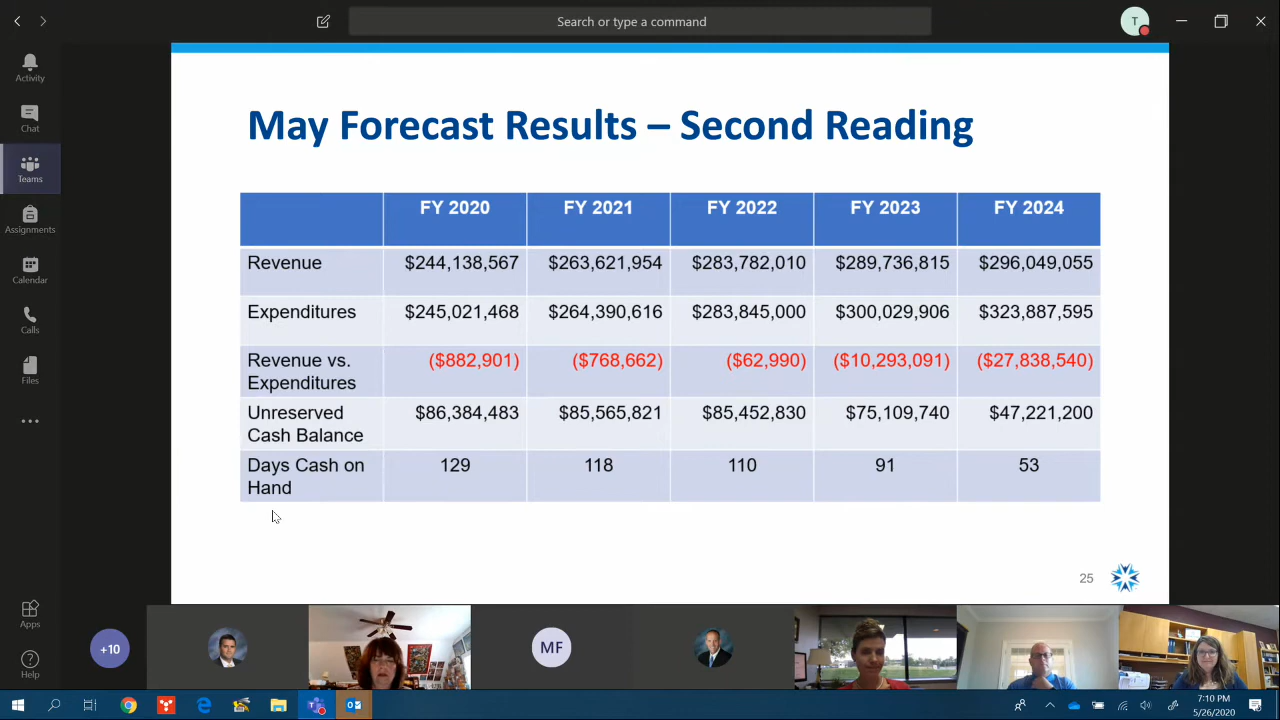 Search or type a command
T
Activity
Chat
Teams
Assignments
Calendar
Calls
Files
Apps
Help
May Forecast Results – Second Reading
FY 2020 FY 2021 FY 2022 FY 2023 FY 2024
Revenue $244,138,567 $263,621,954 $283,782,010 $289,736,815 $296,049,055
Expenditures $245,021,468 $264,390,616 $283,845,000 $300,029,906 $323,887,595
Revenue vs. ($882,901) ($768,662) ($62,990) ($10,293,091) ($27,838,540)
Expenditures
Unreserved $86,384,483 $85,565,821 $85,452,830 $75,109,740 $47,221,200
Cash Balance
Days Cash on 129 118 110 91 53
Hand
25
+10
MF
7:10 PM
5/26/2020